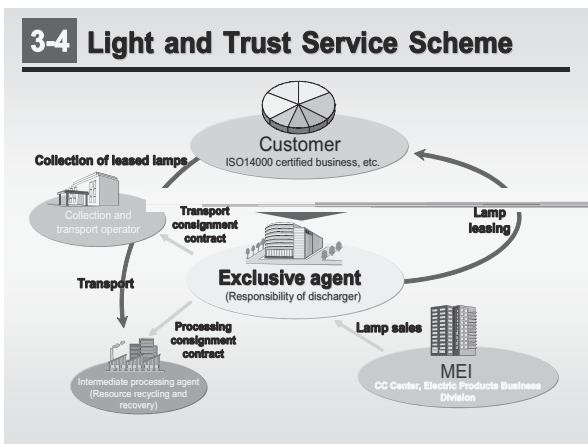 3-4 Light and Trust Service Scheme
Customer
ISO14000 certified business, etc.
Collection of leased lamps
Collection and
transport operator
Transport
consignment
contract
Lamp
leasing
Exclusive agent
(Responsibility of discharger)
Transport
Processing
consignment
contract
Lamp sales
Intermediate processing agent
(Resource recycling and
recovery)
MEI
CC Center, Electric Products Business
Division